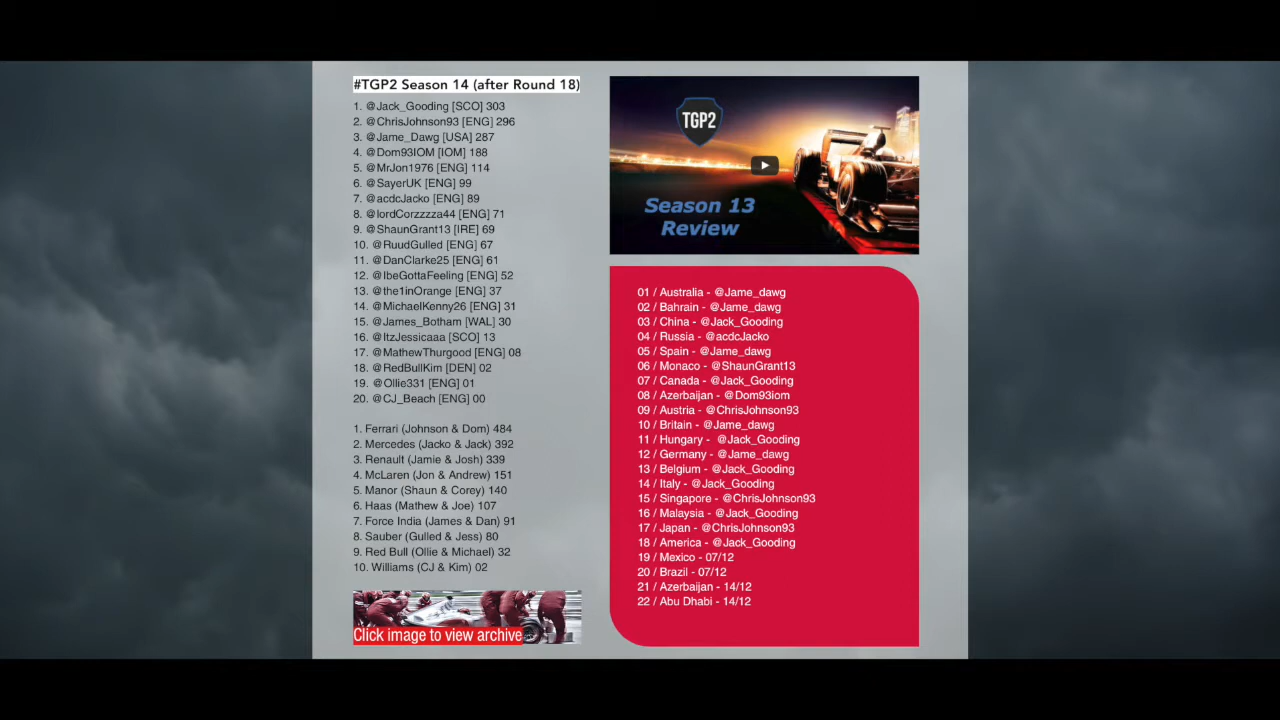 #TGP2 Season 14 (after Round 18)
1. @Jack_Gooding [SCO] 303
2. @ChrisJohnson93 [ENG] 296
3. @Jame_Dawg [USA] 287
4. @Dom93IOM [IOM] 188
5. @MrJon1976 [ENG] 114
6. @SayerUK [ENG] 99
7. @acdcJacko [ENG] 89
8. @lordCorzzzza44 [ENG] 71
9. @ShaunGrant13 [IRE] 69
10. @RuudGulled [ENG] 67
11. @DanClarke25 [ENG] 61
12. @IbeGottaFeeling [ENG] 52
13. @the1inOrange [ENG] 37
14. @MichaelKenny26 [ENG] 31
15. @James_Botham [WAL] 30
16. @ItzJessicaaa [SCO] 13
17. @MathewThurgood [ENG] 08
18. @RedBullKim [DEN] 02
19. @Ollie331 [ENG] 01
20. @CJ_Beach [ENG] 00
1. Ferrari (Johnson & Dom) 484
2. Mercedes (Jacko & Jack) 392
3. Renault (Jamie & Josh) 339
4. McLaren (Jon & Andrew) 151
5. Manor (Shaun & Corey) 140
6. Haas (Mathew & Joe) 107
7. Force India (James & Dan) 91
8. Sauber (Gulled & Jess) 80
9. Red Bull (Ollie & Michael) 32
10. Williams (CJ & Kim) 02
Click image to view archive
TGP2
Season 13
Review
01 / Australia - @Jame_dawg
02 / Bahrain - @Jame_dawg
03 / China - @Jack_Gooding
04 / Russia - @acdcJacko
05 / Spain - @Jame_dawg
06 / Monaco - @ShaunGrant13
07 / Canada - @Jack_Gooding
08 / Azerbaijan - @Dom93iom
09 / Austria - @ChrisJohnson93
10 / Britain - @Jame_dawg
11 / Hungary - @Jack_Gooding
12 / Germany - @Jame_dawg
13 / Belgium - @Jack_Gooding
14 / Italy - @Jack_Gooding
15 / Singapore - @ChrisJohnson93
16 / Malaysia - @Jack_Gooding
17 / Japan - @ChrisJohnson93
18 / America - @Jack_Gooding
19 / Mexico - 07/12
20 / Brazil - 07/12
21 / Azerbaijan - 14/12
22 / Abu Dhabi - 14/12